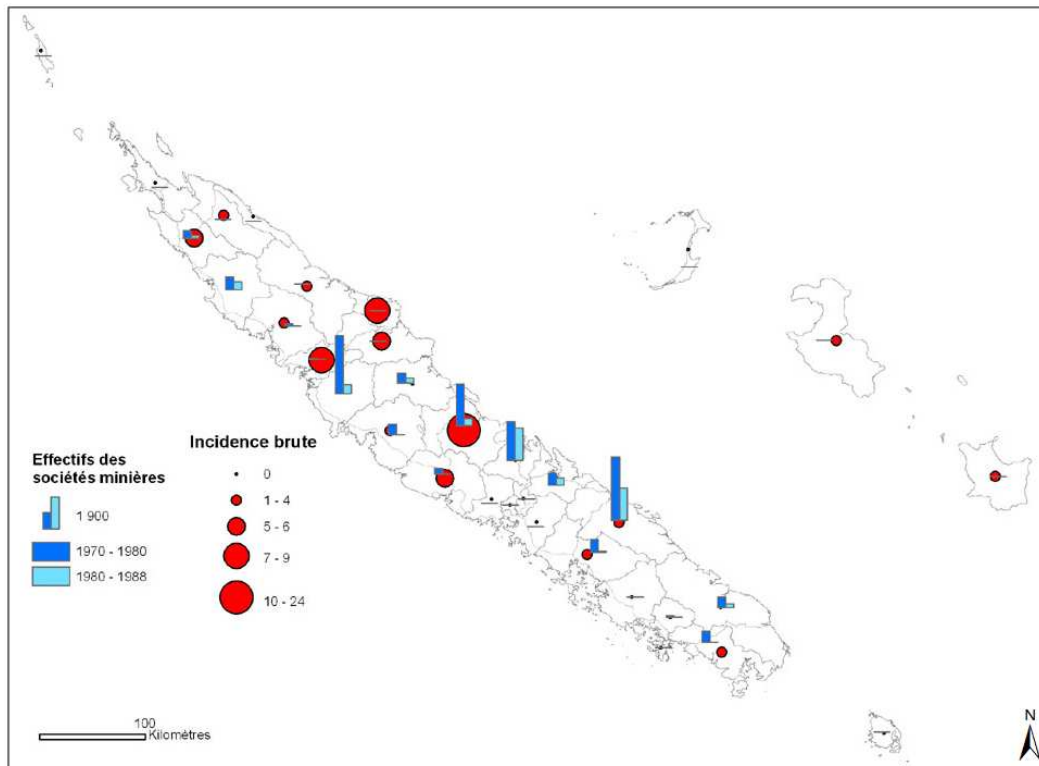 Effectifs des
sociétés minières
1 900
1970 - 1980
1980 - 1988
Incidence brute
0
1 - 4
5 - 6
7 - 9
10 - 24
100
Kilomètres
N